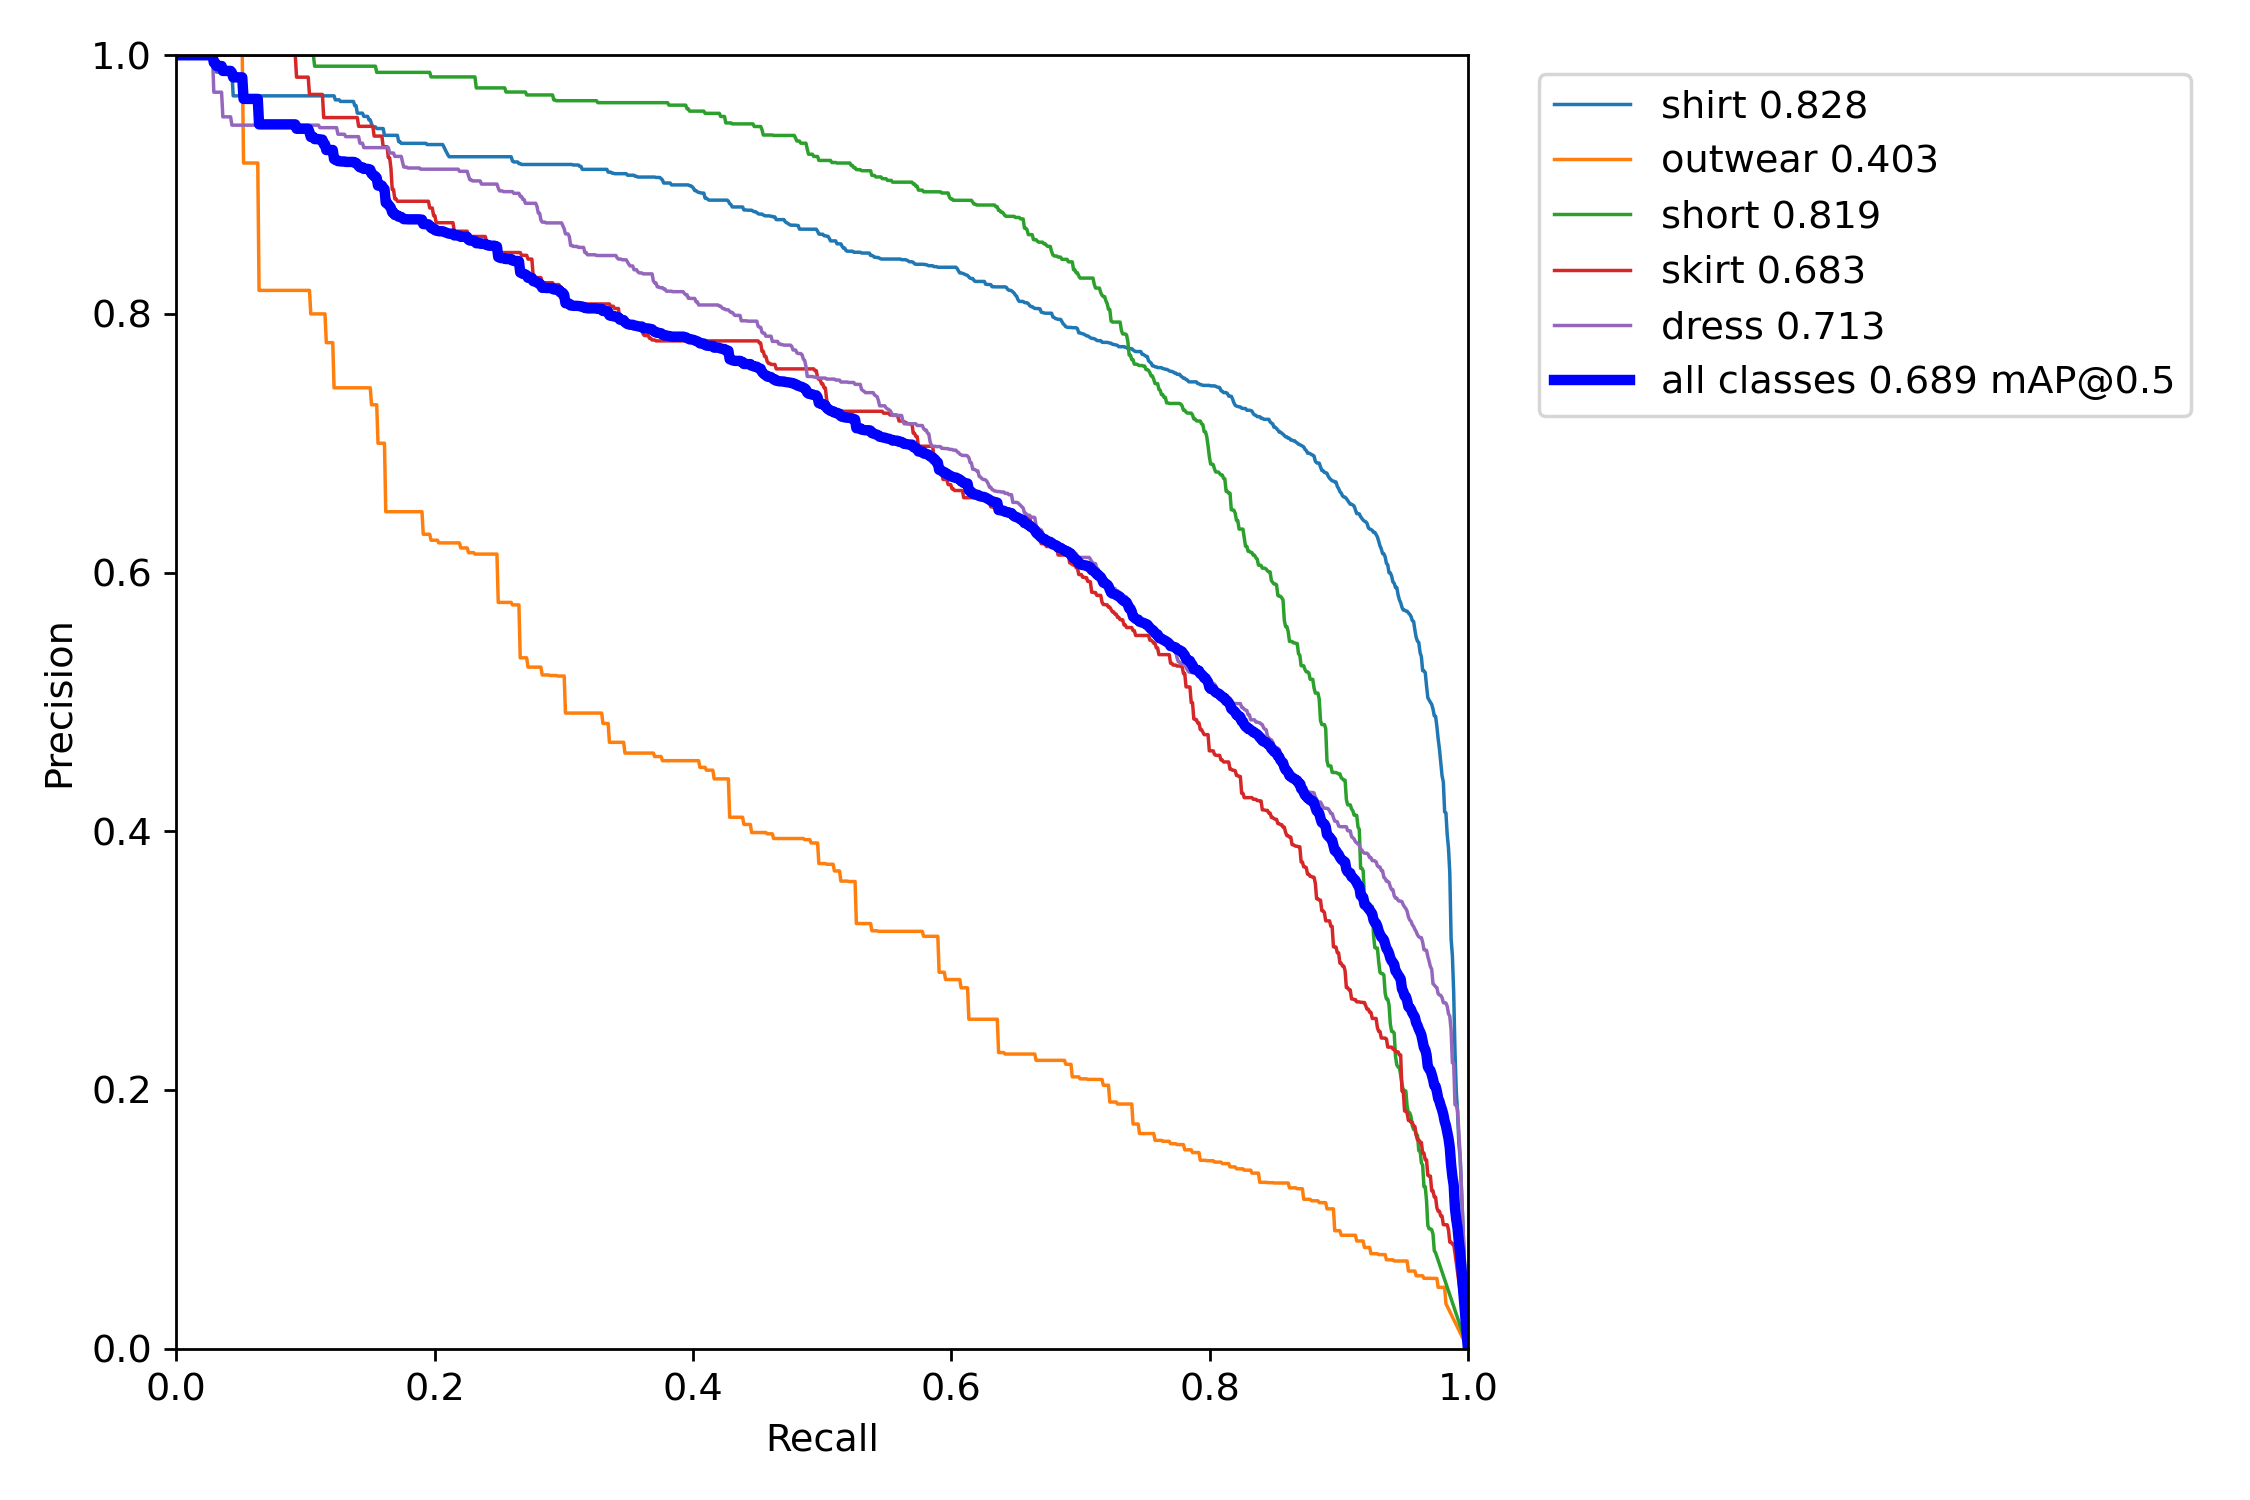 1.0
0.8
0.6
0.4
0.2
0.0
Precision
0.0 0.2 0.4 0.6 0.8 1.0
Recall
shirt 0.828
outwear 0.403
short 0.819
skirt 0.683
dress 0.713
all classes 0.689 mAP@0.5